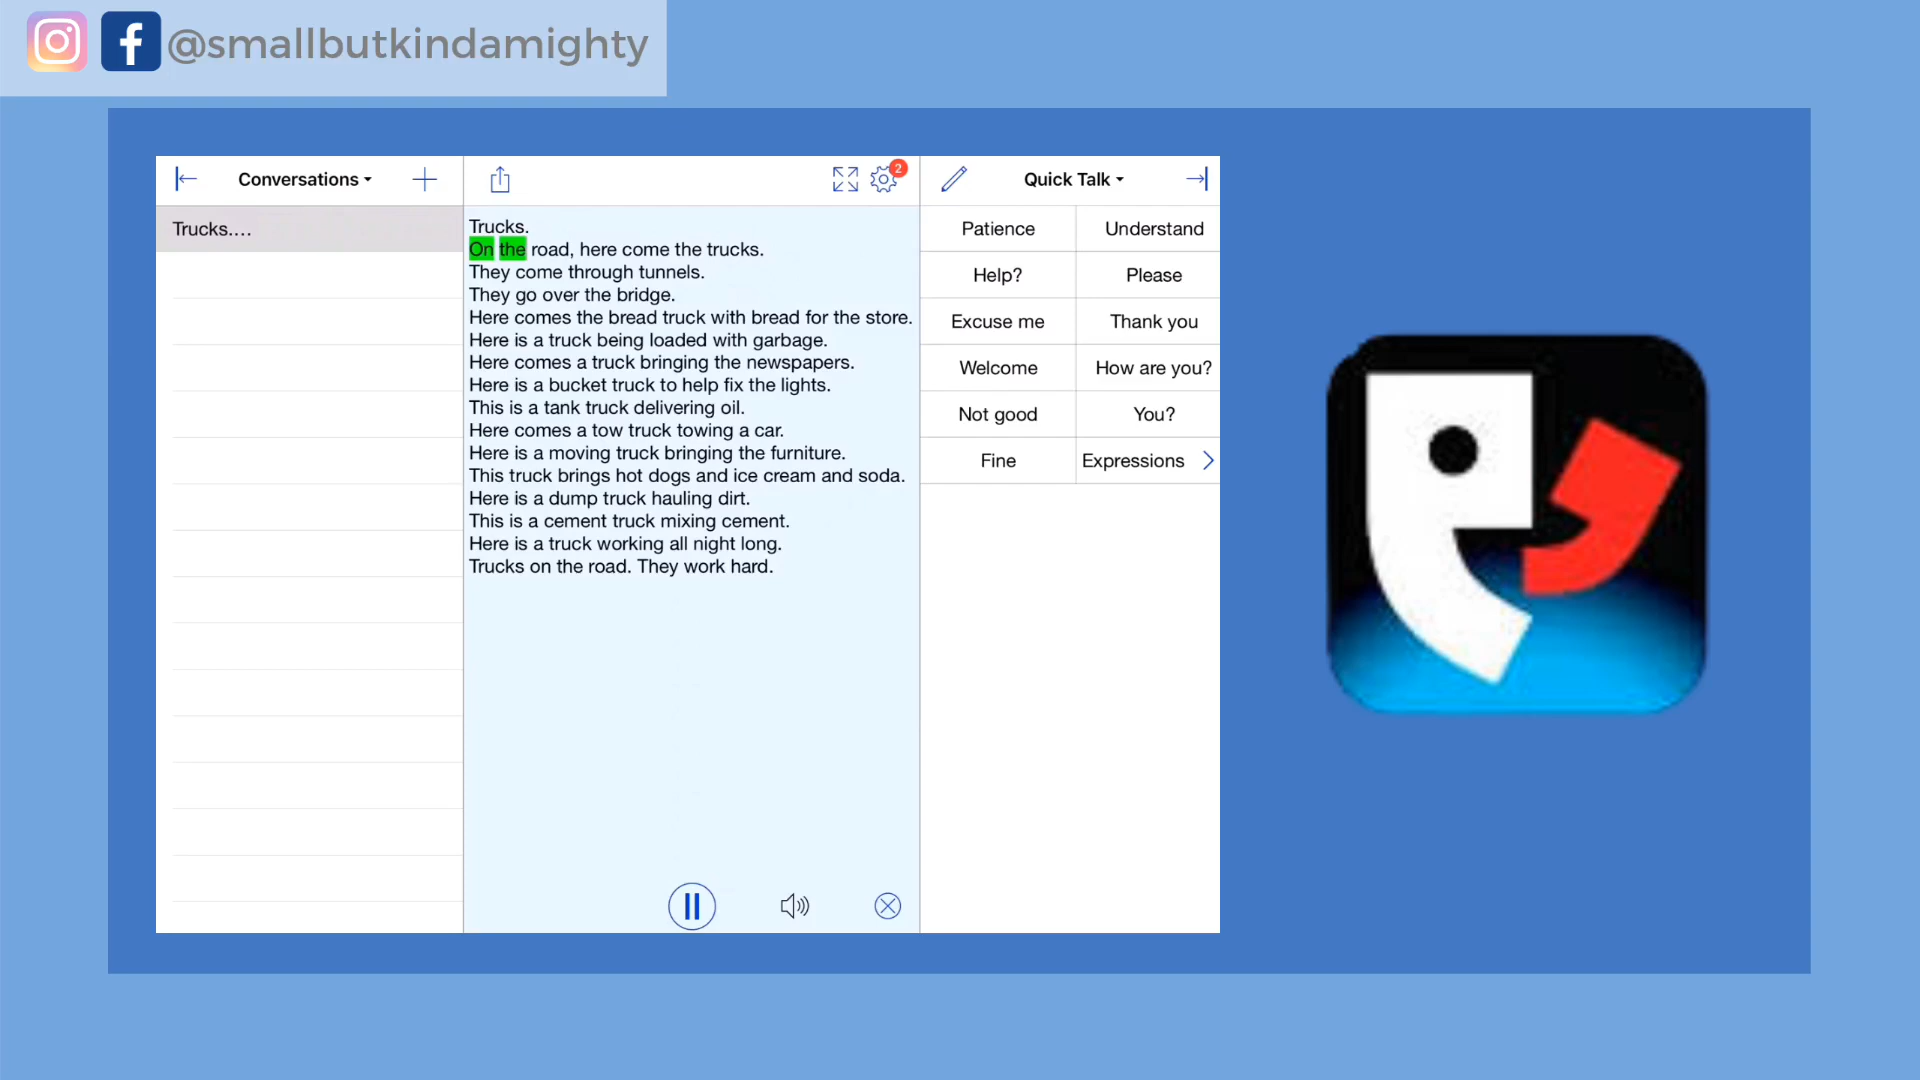 @smallbutkindamighty
Conversations
2
Quick Talk
Trucks....
Trucks.
On the road, here come the trucks.
They come through tunnels.
They go over the bridge.
Here comes the bread truck with bread for the store.
Here is a truck being loaded with garbage.
Here comes a truck bringing the newspapers.
Here is a bucket truck to help fix the lights.
This is a tank truck delivering oil.
Here comes a tow truck towing a car.
Here is a moving truck bringing the furniture.
This truck brings hot dogs and ice cream and soda.
Here is a dump truck hauling dirt.
This is a cement truck mixing cement.
Here is a truck working all night long.
Trucks on the road. They work hard.
Patience
Understand
Help?
Please
Excuse me
Thank you
Welcome
How are you?
Not good
You?
Fine
Expressions